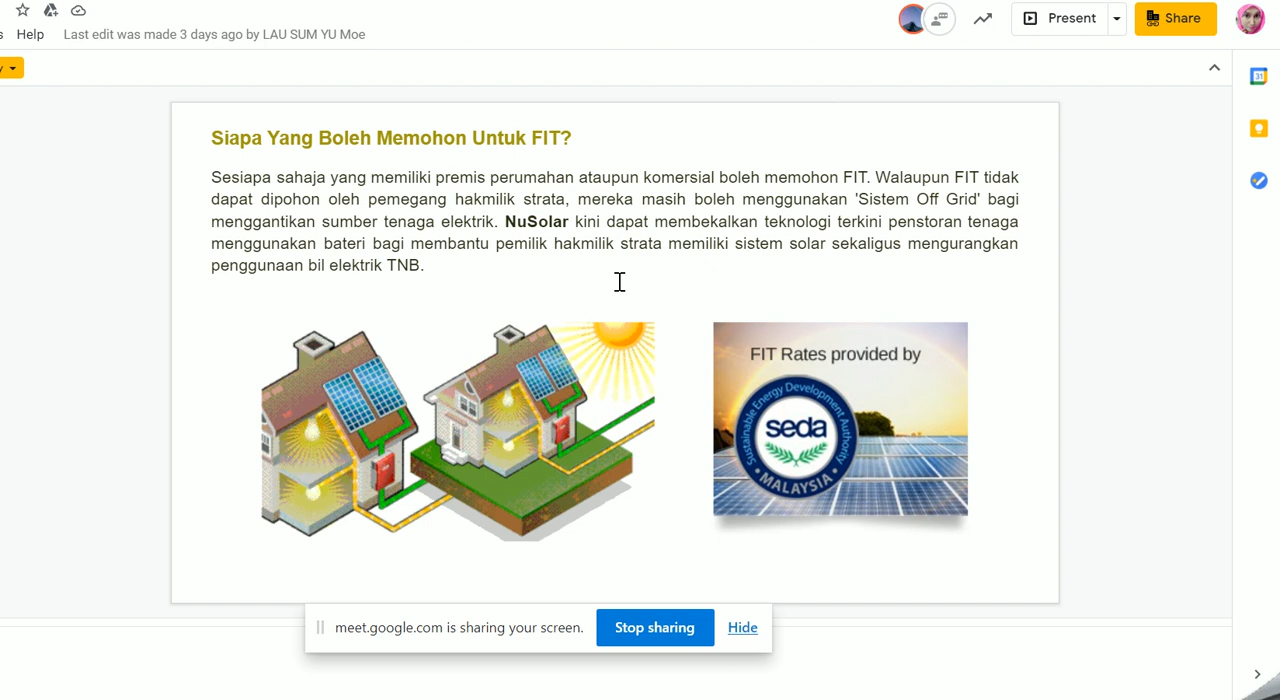 Help Last edit was made 3 days ago by LAU SUM YU Moe
Present
Share
31
Siapa Yang Boleh Memohon Untuk FIT?
Sesiapa sahaja yang memiliki premis perumahan ataupun komersial boleh memohon FIT. Walaupun FIT tidak
dapat dipohon oleh pemegang hakmilik strata, mereka masih boleh menggunakan 'Sistem Off Grid' bagi
menggantikan sumber tenaga elektrik. NuSolar kini dapat membekalkan teknologi terkini penstoran tenaga
menggunakan bateri bagi membantu pemilik hakmilik strata memiliki sistem solar sekaligus mengurangkan
penggunaan bil elektrik TNB.
FIT Rates provided by
Sustainable Energy Development Authority
seda
• MALAYSIA •
meet.google.com is sharing your screen. Stop sharing Hide